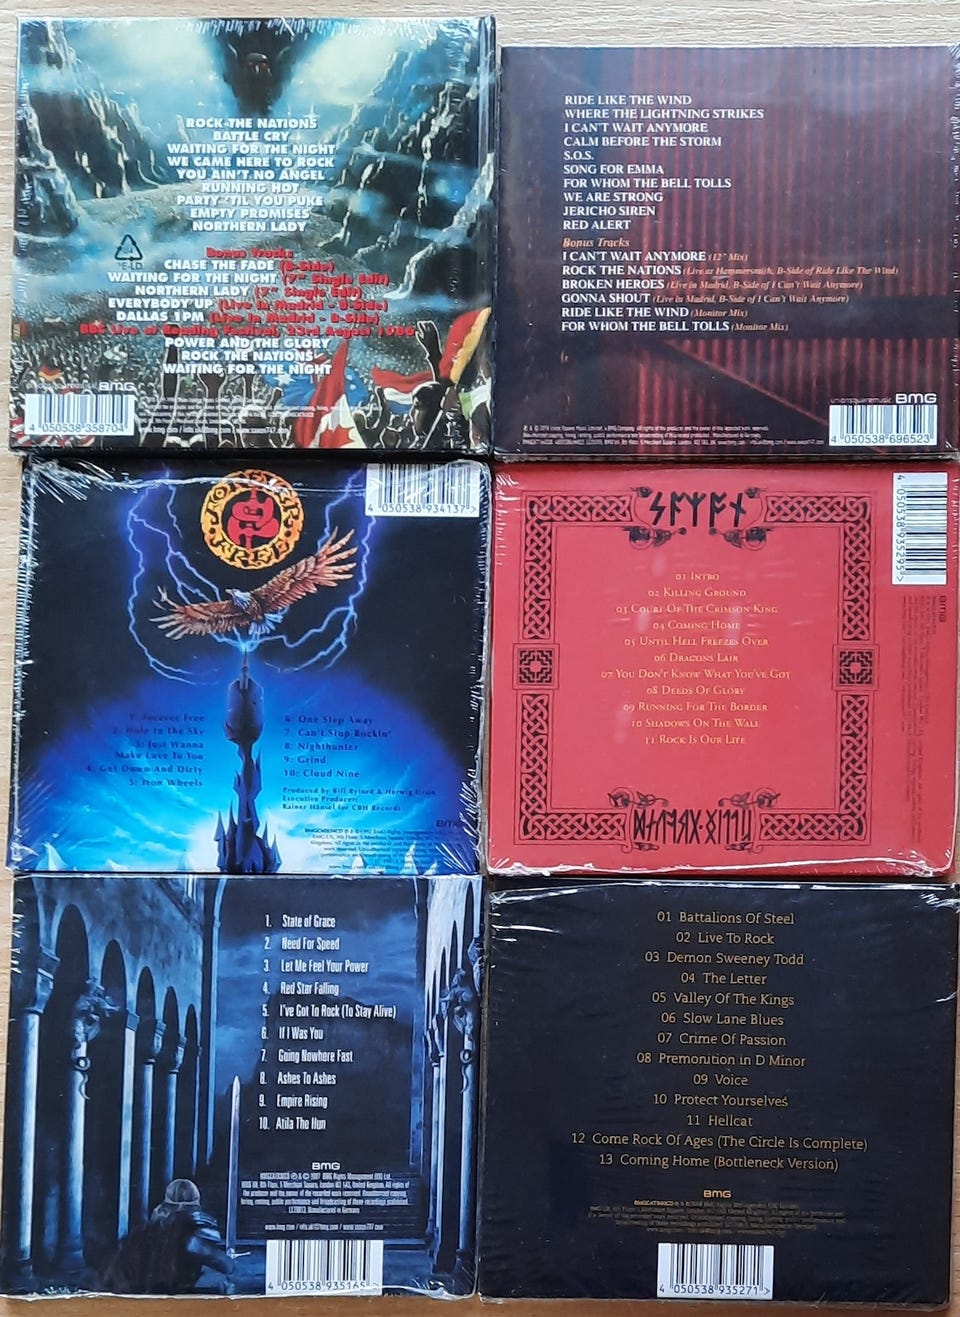 ROCK THE NATIONS
BATTLE CRY
WAITING FOR THE NIGHT
WE CAME HERE TO ROCK
YOU AIN'T NO ANGEL
RUNNING HOT
PARTY 'TIL YOU PUKE
EMPTY PROMISES
NORTHERN LADY
Bonus Tracks
CHASE THE FADE (B-Side)
WAITING FOR THE NIGHT (7" Single Edit)
NORTHERN LADY (7" Single Edit)
EVERYBODY UP (Live in Madrid - B-Side)
DALLAS 1PM (Live in Madrid - B-Side)
BBC Live at Reading Festival, 23rd August 1986
POWER AND THE GLORY
ROCK THE NATIONS
WAITING FOR THE NIGHT
BMG
4 050538 358704
RIDE LIKE THE WIND
WHERE THE LIGHTNING STRIKES
I CAN'T WAIT ANYMORE
CALM BEFORE THE STORM
S.O.S.
SONG FOR EMMA
FOR WHOM THE BELL TOLLS
WE ARE STRONG
JERICHO SIREN
RED ALERT
Bonus Tracks
I CAN'T WAIT ANYMORE (12" Mix)
ROCK THE NATIONS (Live at Hammersmith, B-Side of Ride Like The Wind)
BROKEN HEROES (Live in Madrid, B-Side of I Can't Wait Anymore)
GONNA SHOUT (Live in Madrid, B-Side of I Can't Wait Anymore)
RIDE LIKE THE WIND (Monitor Mix)
FOR WHOM THE BELL TOLLS (Monitor Mix)
unionsquaremusic BMG
4 050538 696523
FOREVER
FREE
4 050538 934137 >
1: Forever Free
2: Hole In The Sky
3: Just Wanna
Make Love To You
4: Get Down And Dirty
5: Iron Wheels
6: One Step Away
7: Can't Stop Rockin'
8: Nighthunter
9: Grind
10: Cloud Nine
Produced by Biff Byford & Herwig Ursin
Executive Producer:
Rainer Hänsel for CBH Records
BMG
4 050538 935295 >
BMG
01 Intro
02 Killing Ground
03 Court Of The Crimson King
04 Coming Home
05 Until Hell Freezes Over
06 Dragons Lair
07 You Don't Know What You've Got
08 Deeds Of Glory
09 Running For The Border
10 Shadows On The Wall
11 Rock Is Our Life
1. State of Grace
2. Need For Speed
3. Let Me Feel Your Power
4. Red Star Falling
5. I've Got To Rock (To Stay Alive)
6. If I Was You
7. Going Nowhere Fast
8. Ashes To Ashes
9. Empire Rising
10. Atila The Hun
BMG
4 050538 935165
01 Battalions Of Steel
02 Live To Rock
03 Demon Sweeney Todd
04 The Letter
05 Valley Of The Kings
06 Slow Lane Blues
07 Crime Of Passion
08 Premonition in D Minor
09 Voice
10 Protect Yourselves
11 Hellcat
12 Come Rock Of Ages (The Circle Is Complete)
13 Coming Home (Bottleneck Version)
BMG
4 050538 935271 >